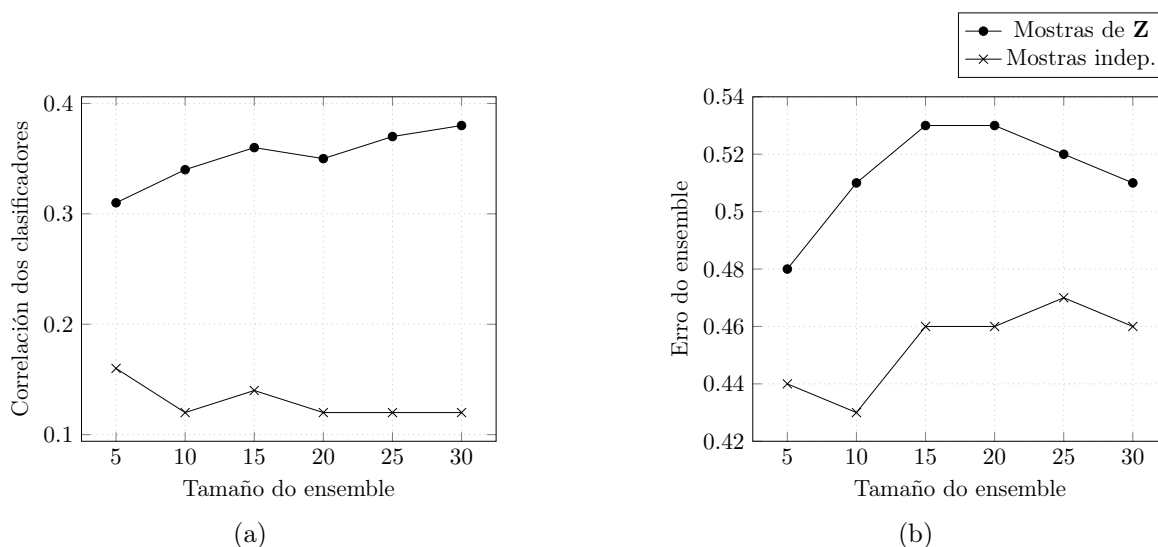 Mostras de Z
Mostras indep.
Correlación dos clasificadores
0.4
0.3
0.2
0.1
5 10 15 20 25 30
Tamaño do ensemble
(a)
Erro do ensemble
0.54
0.52
0.5
0.48
0.46
0.44
0.42
5 10 15 20 25 30
Tamaño do ensemble
(b)